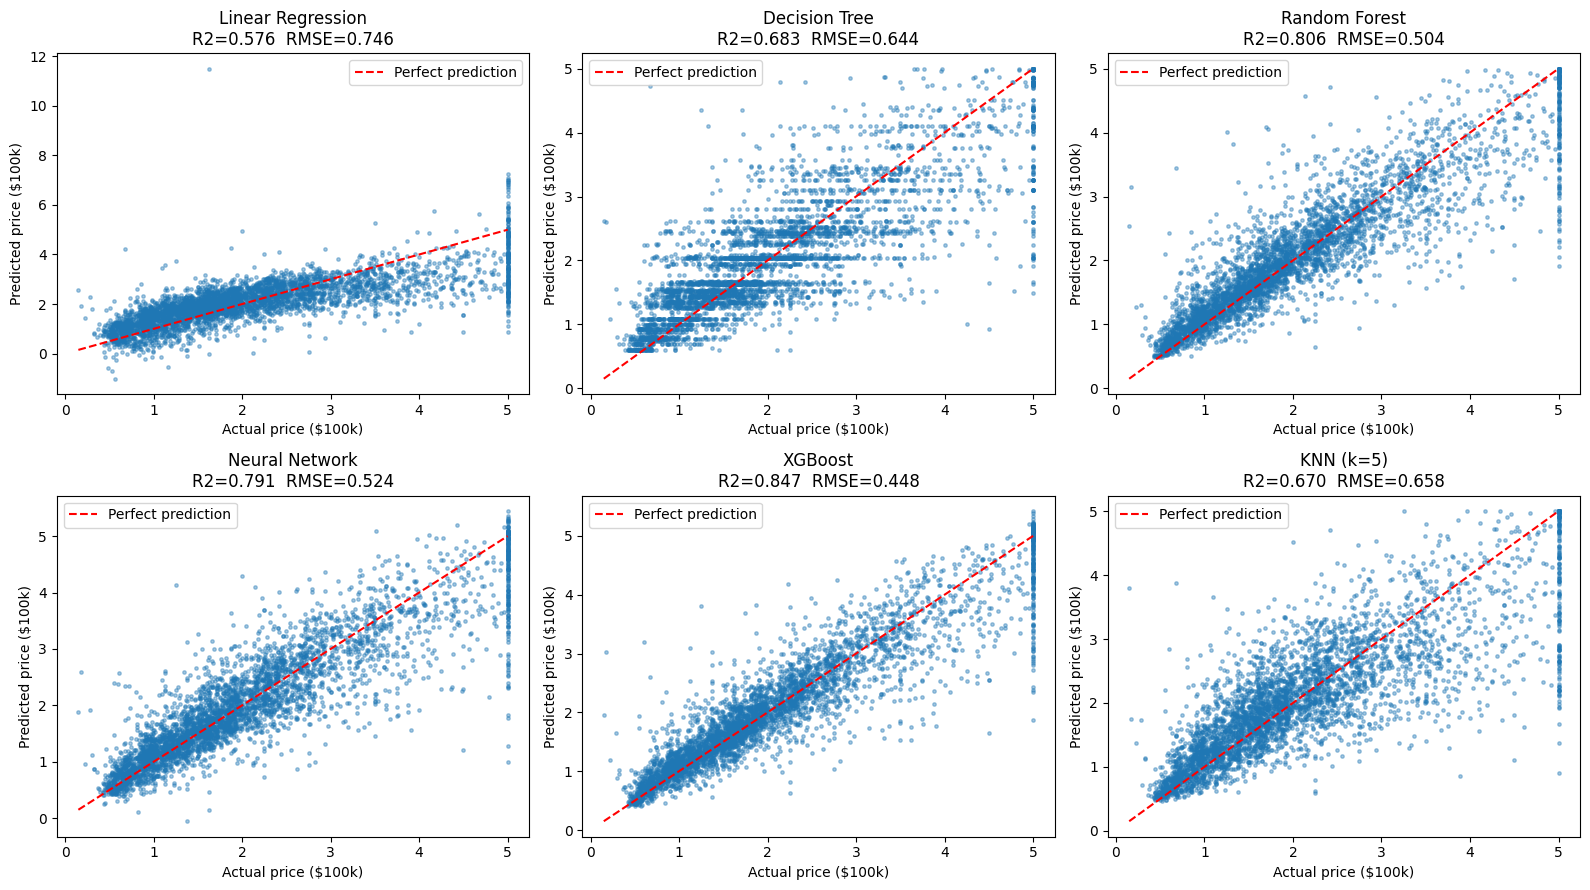 Linear Regression
R2=0.576  RMSE=0.746
Perfect prediction
12
10
8
6
4
2
0
Predicted price ($100k)
0 1 2 3 4 5
Actual price ($100k)
Decision Tree
R2=0.683  RMSE=0.644
Perfect prediction
5
4
3
2
1
0
Predicted price ($100k)
0 1 2 3 4 5
Actual price ($100k)
Random Forest
R2=0.806  RMSE=0.504
Perfect prediction
5
4
3
2
1
0
Predicted price ($100k)
0 1 2 3 4 5
Actual price ($100k)
Neural Network
R2=0.791  RMSE=0.524
Perfect prediction
5
4
3
2
1
0
Predicted price ($100k)
0 1 2 3 4 5
Actual price ($100k)
XGBoost
R2=0.847  RMSE=0.448
Perfect prediction
5
4
3
2
1
0
Predicted price ($100k)
0 1 2 3 4 5
Actual price ($100k)
KNN (k=5)
R2=0.670  RMSE=0.658
Perfect prediction
5
4
3
2
1
0
Predicted price ($100k)
0 1 2 3 4 5
Actual price ($100k)